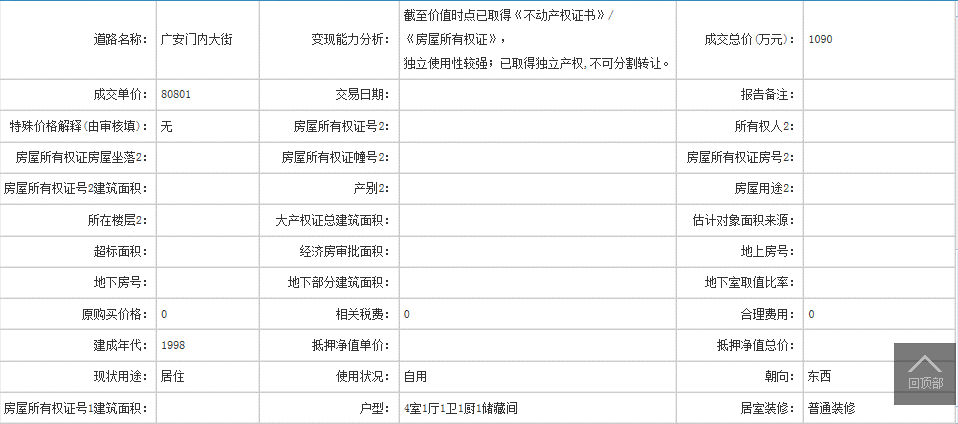 截至价值时点已取得《不动产权证书》/
道路名称： 广安门内大街 变现能力分析： 《房屋所有权证》， 成交总价(万元)： 1090
独立使用性较强；已取得独立产权,不可分割转让。
成交单价： 80801 交易日期： 报告备注：
特殊价格解释(由审核填)： 无 房屋所有权证号2： 所有权人2：
房屋所有权证房屋坐落2： 房屋所有权证幢号2： 房屋所有权证房号2：
房屋所有权证号2建筑面积： 产别2： 房屋用途2：
所在楼层2： 大产权证总建筑面积： 估计对象面积来源：
超标面积： 经济房审批面积： 地上房号：
地下房号： 地下部分建筑面积： 地下室取值比率：
原购买价格： 0 相关税费： 0 合理费用： 0
建成年代： 1998 抵押净值单价： 抵押净值总价：
现状用途： 居住 使用状况： 自用 朝向： 东西
回顶部
房屋所有权证号1建筑面积： 户型： 4室1厅1卫1厨1储藏间 居室装修： 普通装修